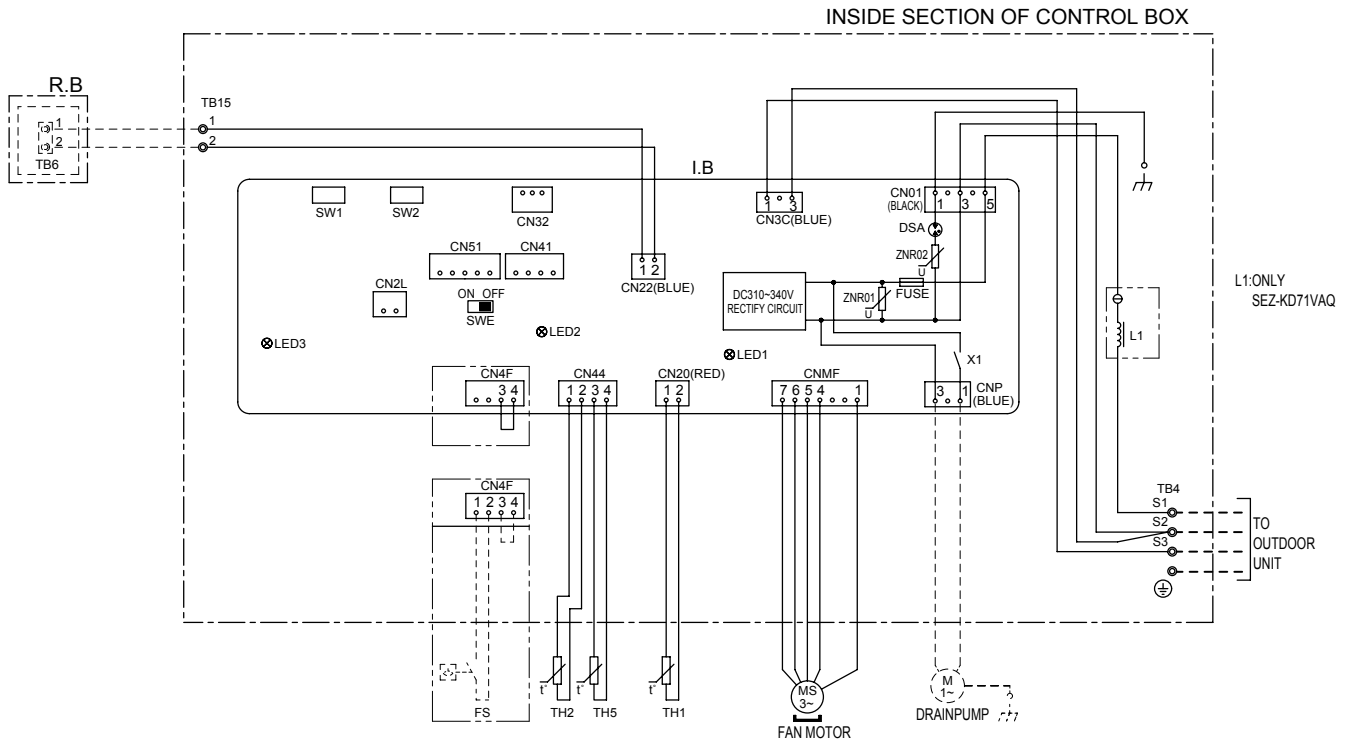 INSIDE SECTION OF CONTROL BOX
R.B
1
2
TB6
TB15
1
2
I.B
SW1
SW2
CN32
CN51
CN41
CN2L
ON OFF
SWE
LED3
LED2
LED1
1 2
CN22(BLUE)
1 3
CN3C(BLUE)
CN01
(BLACK)
1 3 5
DSA
ZNR02
U
ZNR01
U
FUSE
DC310~340V
RECTIFY CIRCUIT
X1
L1:ONLY
SEZ-KD71VAQ
L1
CN4F
3 4
CN44
1 2 3 4
CN20(RED)
1 2
CNMF
7 6 5 4 1
3 1
CNP
(BLUE)
CN4F
1 2 3 4
TB4
S1
S2
S3
TO
OUTDOOR
UNIT
FS
t°
TH2
t°
TH5
t°
TH1
MS
3~
FAN MOTOR
M
1~
DRAINPUMP